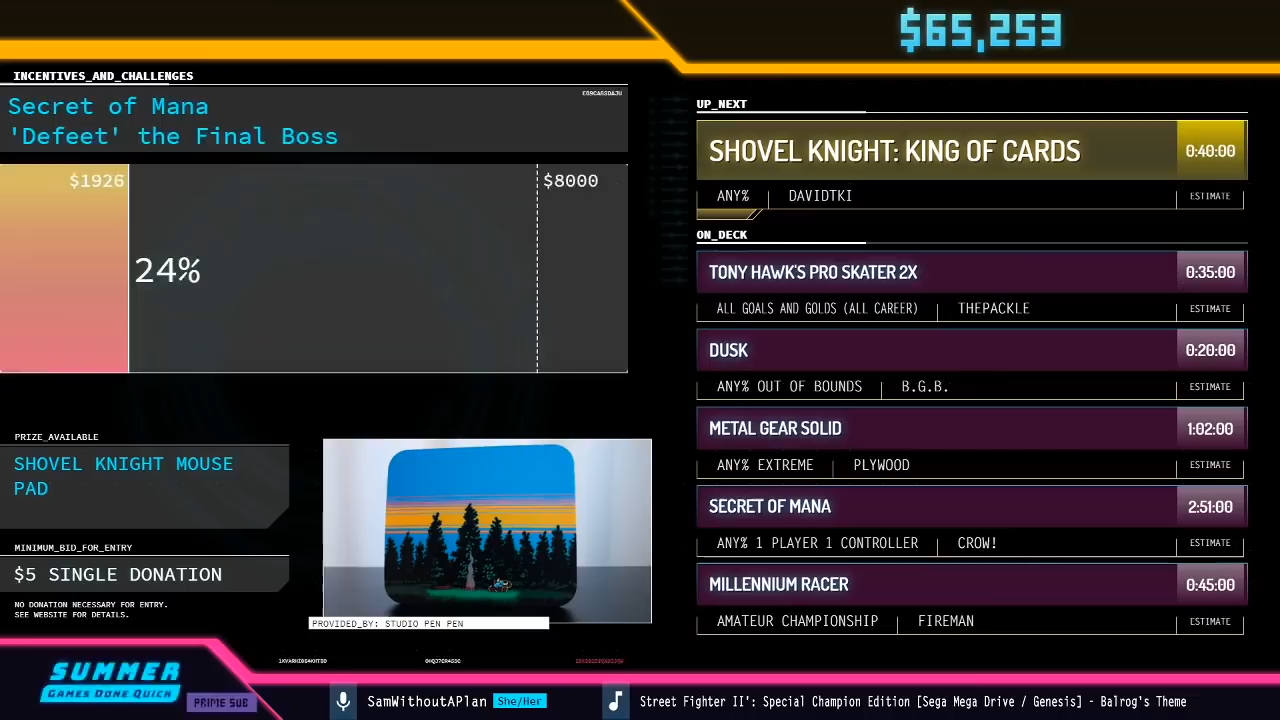 $65,253
INCENTIVES_AND_CHALLENGES
Secret of Mana
'Defeet' the Final Boss
$1926
$8000
24%
PRIZE_AVAILABLE
SHOVEL KNIGHT MOUSE
PAD
MINIMUM_BID_FOR_ENTRY
$5 SINGLE DONATION
NO DONATION NECESSARY FOR ENTRY.
SEE WEBSITE FOR DETAILS.
PROVIDED_BY: STUDIO PEN PEN
UP_NEXT
SHOVEL KNIGHT: KING OF CARDS 0:40:00
ANY% DAVIDTKI ESTIMATE
ON_DECK
TONY HAWK'S PRO SKATER 2X 0:35:00
ALL GOALS AND GOLDS (ALL CAREER) THEPACKLE ESTIMATE
DUSK 0:20:00
ANY% OUT OF BOUNDS B.G.B. ESTIMATE
METAL GEAR SOLID 1:02:00
ANY% EXTREME PLYWOOD ESTIMATE
SECRET OF MANA 2:51:00
ANY% 1 PLAYER 1 CONTROLLER CROW! ESTIMATE
MILLENNIUM RACER 0:45:00
AMATEUR CHAMPIONSHIP FIREMAN ESTIMATE
SUMMER
GAMES DONE QUICK
PRIME SUB
SamWithoutAPlan She/Her
Street Fighter II': Special Champion Edition [Sega Mega Drive / Genesis] - Balrog's Theme